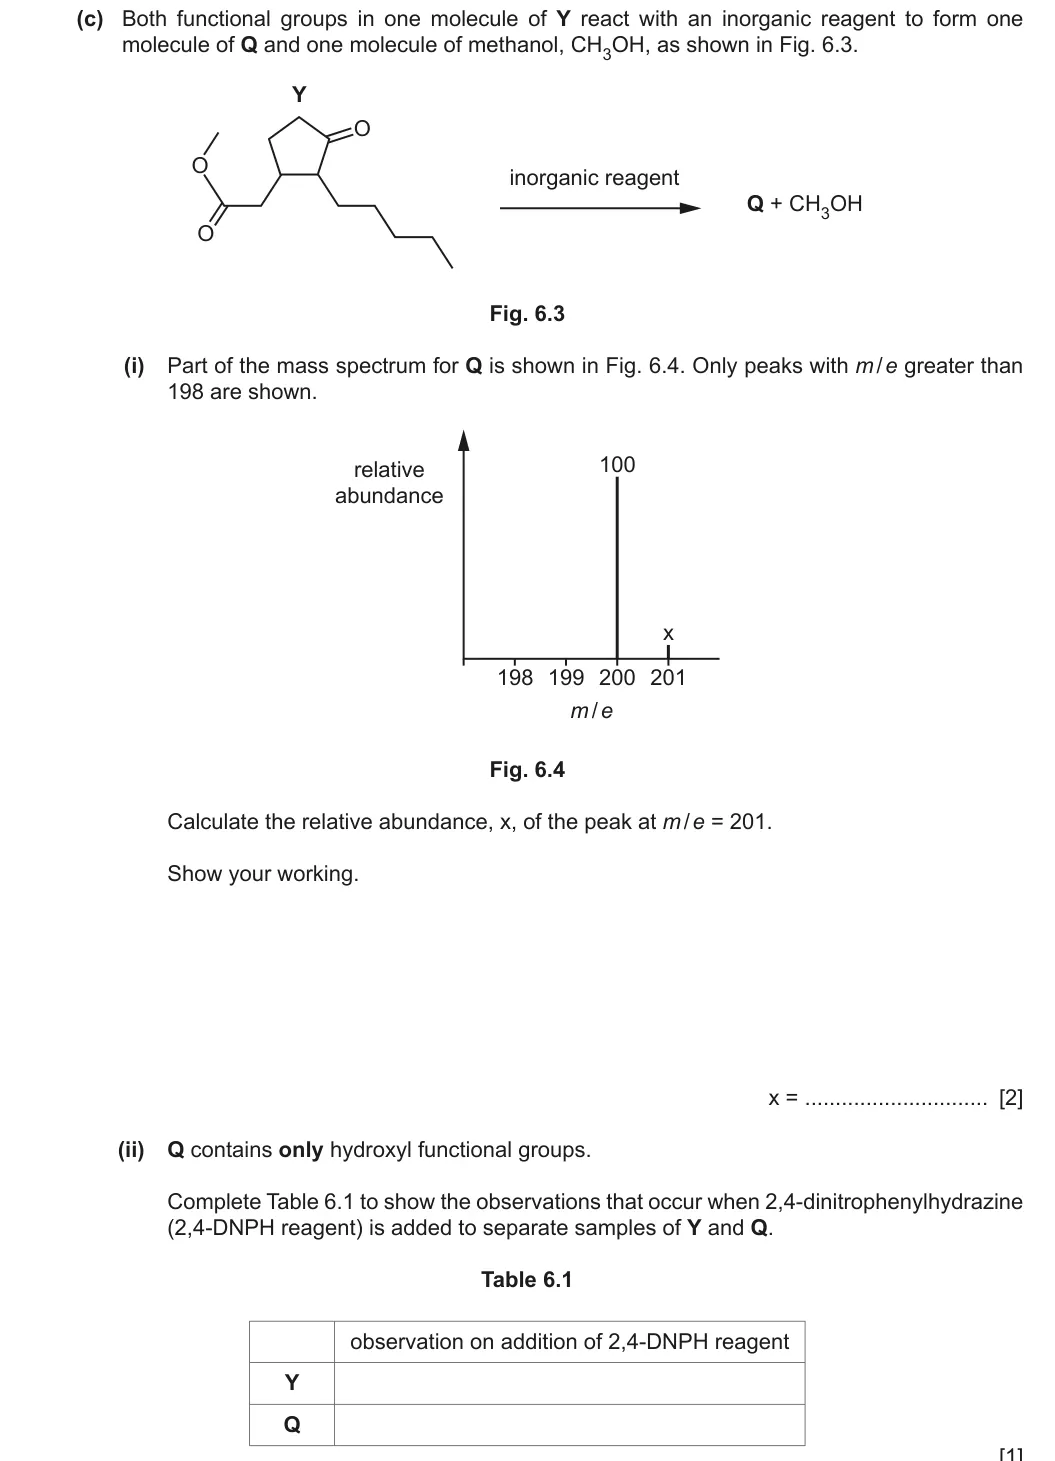 (c) Both functional groups in one molecule of Y react with an inorganic reagent to form one
molecule of Q and one molecule of methanol, CH₃OH, as shown in Fig. 6.3.
Y
O
O
O
inorganic reagent
Q + CH₃OH
Fig. 6.3
(i) Part of the mass spectrum for Q is shown in Fig. 6.4. Only peaks with m/e greater than
198 are shown.
relative
abundance
100
x
198 199 200 201
m/e
Fig. 6.4
Calculate the relative abundance, x, of the peak at m/e = 201.
Show your working.
x = .............................. [2]
(ii) Q contains only hydroxyl functional groups.
Complete Table 6.1 to show the observations that occur when 2,4-dinitrophenylhydrazine
(2,4-DNPH reagent) is added to separate samples of Y and Q.
Table 6.1
observation on addition of 2,4-DNPH reagent
Y
Q
[1]